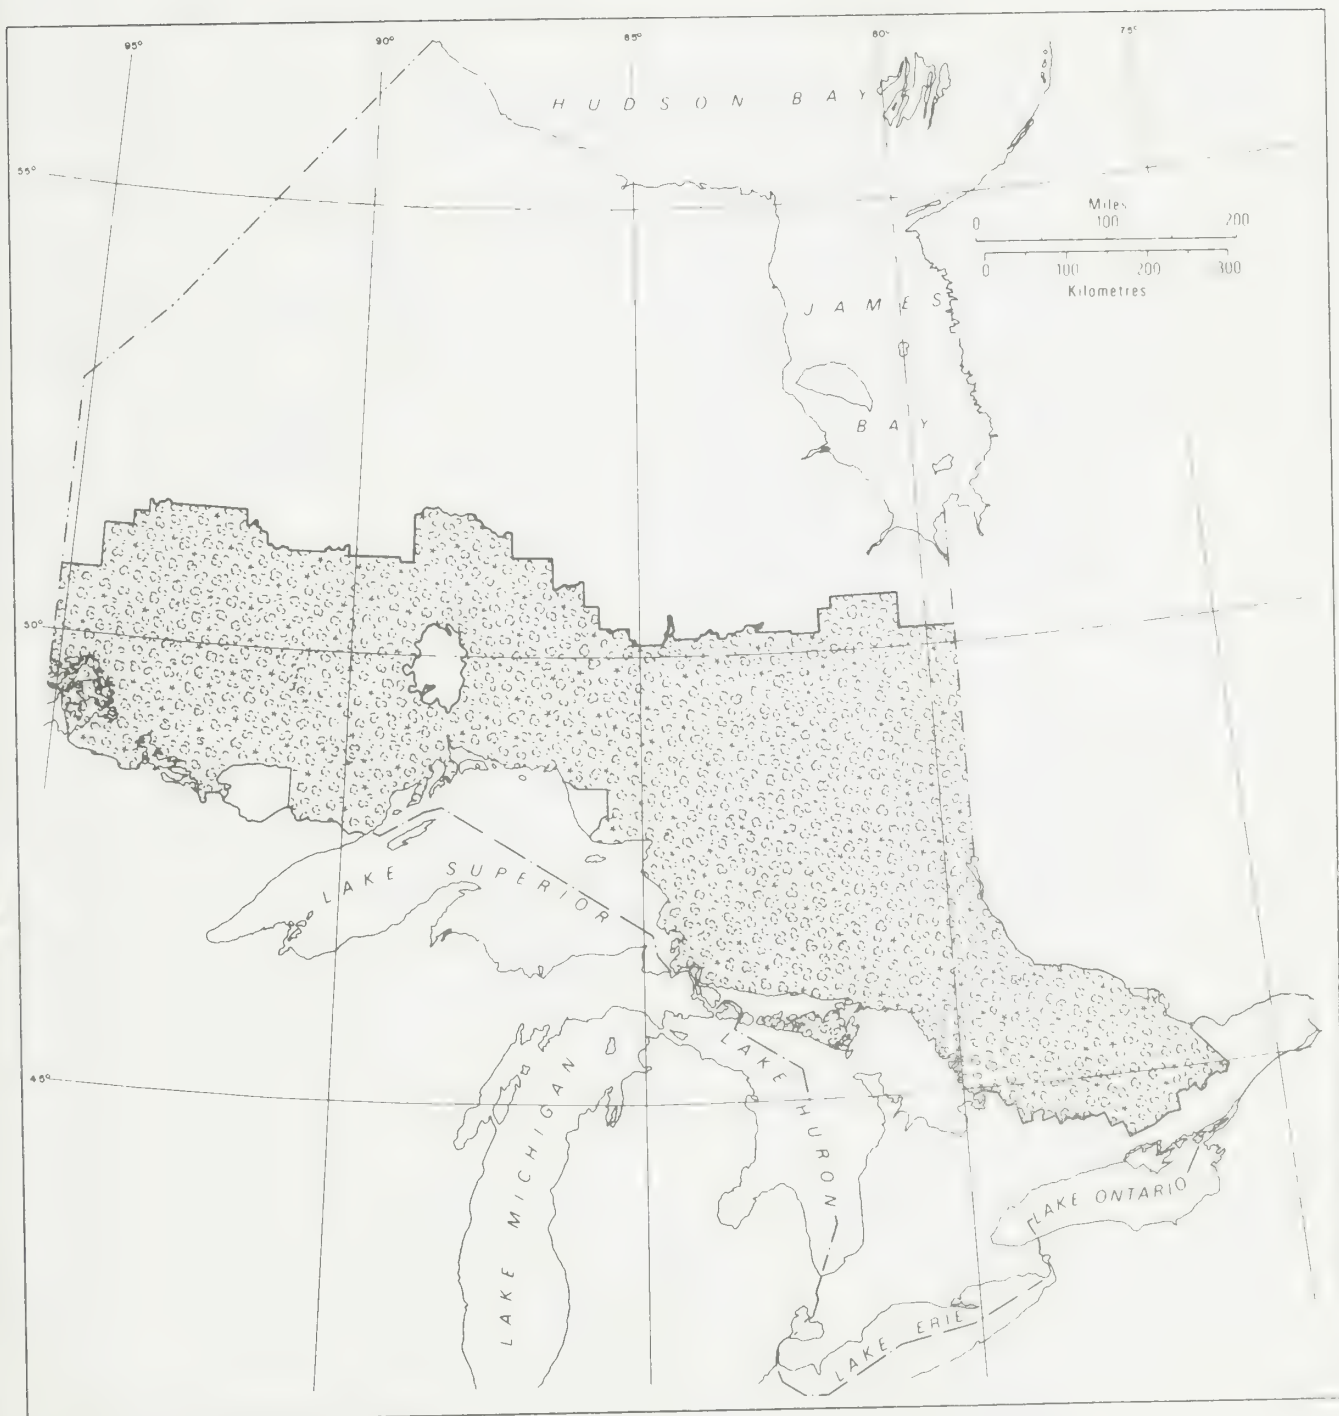 95° 90° 85° 80° 75°
HUDSON BAY
55°
Miles
0 100 200
0 100 200 300
Kilometres
JAMES
BAY
50°
LAKE SUPERIOR
45°
LAKE MICHIGAN
LAKE HURON
LAKE ONTARIO
LAKE ERIE